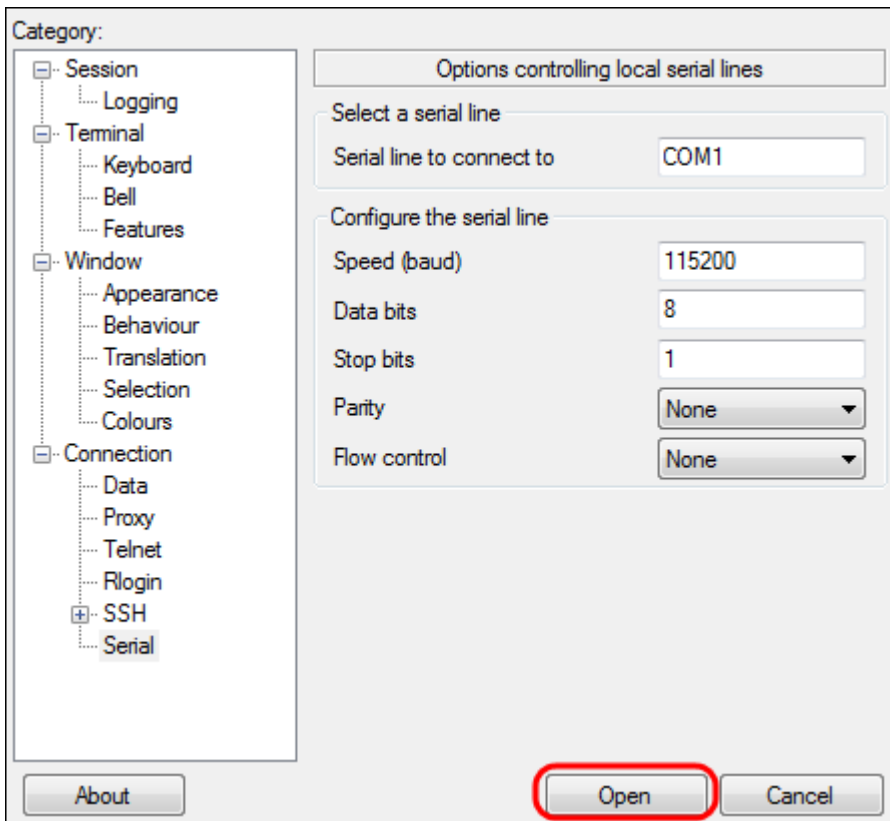 Category:
Session
Logging
Terminal
Keyboard
Bell
Features
Window
Appearance
Behaviour
Translation
Selection
Colours
Connection
Data
Proxy
Telnet
Rlogin
SSH
Serial
Options controlling local serial lines
Select a serial line
Serial line to connect to COM1
Configure the serial line
Speed (baud) 115200
Data bits 8
Stop bits 1
Parity None
Flow control None
About Open Cancel